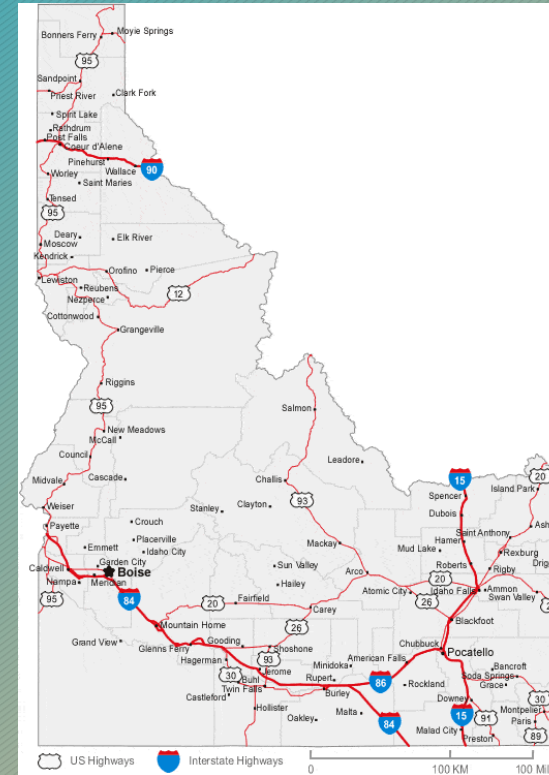 Bonners Ferry
Moyie Springs
95
Sandpoint
Priest River
Clark Fork
Spirit Lake
Rathdrum
Post Falls
Coeur d'Alene
Pinehurst
Wallace
90
Worley
Saint Maries
Tensed
95
Deary
Elk River
Moscow
Kendrick
Orofino
Pierce
Lewiston
Reubens
12
Nezperce
Cottonwood
Grangeville
Riggins
95
Salmon
New Meadows
McCall
Council
Leadore
Midvale
Cascade
Challis
15
20
Island Park
Weiser
Stanley
Clayton
93
Spencer
Payette
Crouch
Dubois
Ash
Placerville
Saint Anthony
Emmett
Idaho City
Mackay
Hamer
Mud Lake
Rexburg
Garden City
Caldwell
Boise
Sun Valley
Arco
Roberts
Rigby
Drig
Nampa
Meridian
Hailey
20
Idaho Falls
Ammon
Atomic City
Swan Valley
95
84
20
Fairfield
26
2
Carey
Blackfoot
Mountain Home
26
Grand View
Glenns Ferry
Gooding
Shoshone
Chubbuck
Pocatello
Hagerman
93
American Falls
Minidoka
Jerome
Bancroft
30
Buhl
Rupert
86
Soda Springs
Twin Falls
Rockland
Grace
Castleford
Burley
Downey
30
Hollister
Malta
84
15
91
Montpelier
Oakley
Paris
Malad City
Preston
89
US Highways
Interstate Highways
0
100 KM
100 Mil